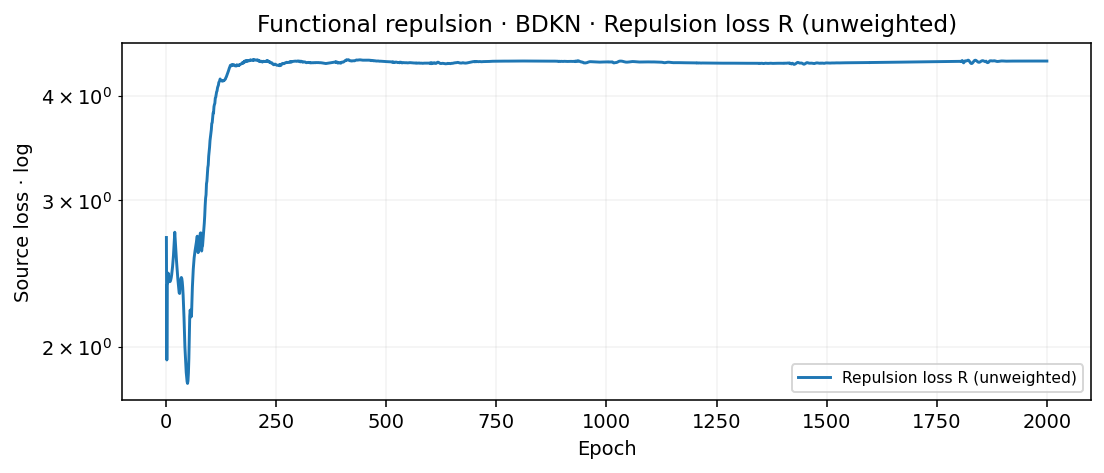 Functional repulsion · BDKN · Repulsion loss R (unweighted)
Source loss · log
4 × 10⁰
3 × 10⁰
2 × 10⁰
Repulsion loss R (unweighted)
0 250 500 750 1000 1250 1500 1750 2000
Epoch